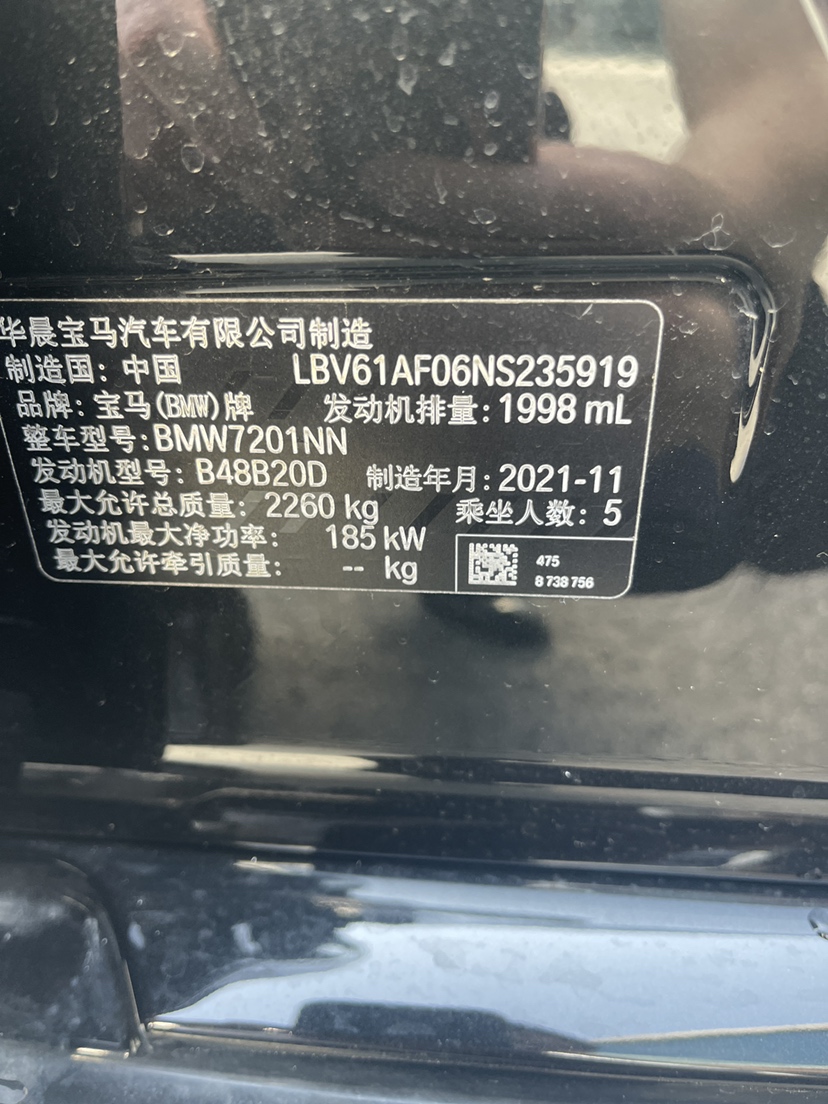 华晨宝马汽车有限公司制造
制造国: 中国 LBV61AF06NS235919
品牌: 宝马(BMW)牌 发动机排量: 1998 mL
整车型号: BMW7201NN
发动机型号: B48B20D 制造年月: 2021-11
最大允许总质量: 2260 kg 乘坐人数: 5
发动机最大净功率: 185 kW
最大允许牵引质量: -- kg
475
8 738 756